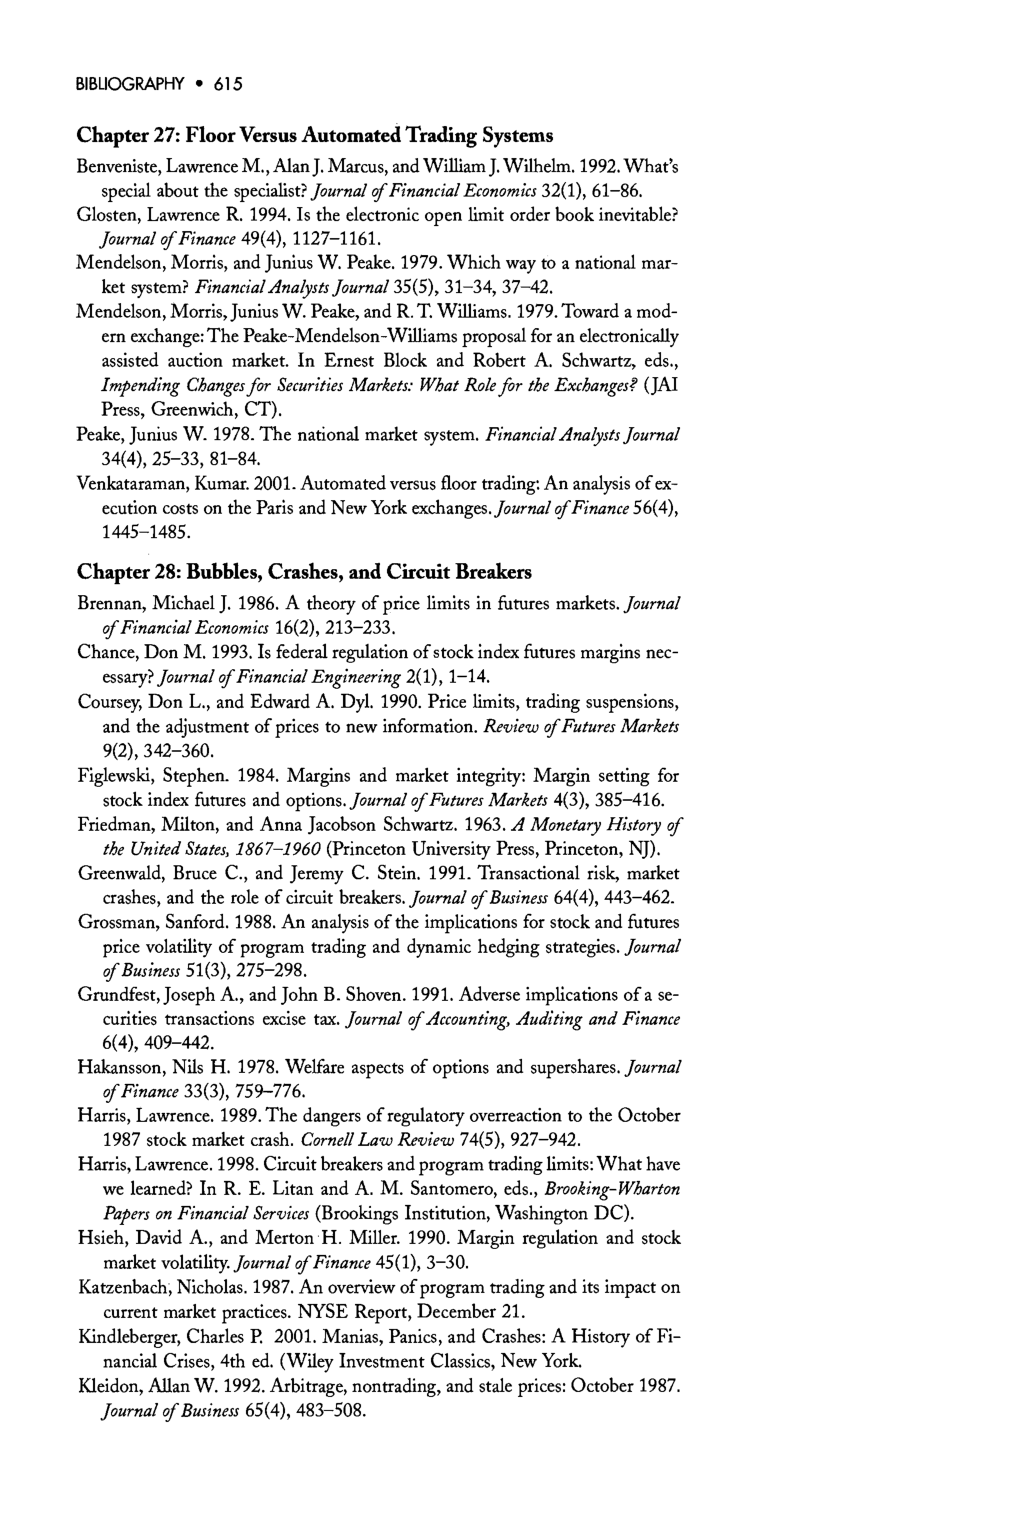 BIBLIOGRAPHY • 615
Chapter 27: Floor Versus Automated Trading Systems
Benveniste, Lawrence M., Alan J. Marcus, and William J. Wilhelm. 1992. What's
special about the specialist? Journal of Financial Economics 32(1), 61–86.
Glosten, Lawrence R. 1994. Is the electronic open limit order book inevitable?
Journal of Finance 49(4), 1127–1161.
Mendelson, Morris, and Junius W. Peake. 1979. Which way to a national mar-
ket system? Financial Analysts Journal 35(5), 31–34, 37–42.
Mendelson, Morris, Junius W. Peake, and R. T. Williams. 1979. Toward a mod-
ern exchange: The Peake-Mendelson-Williams proposal for an electronically
assisted auction market. In Ernest Block and Robert A. Schwartz, eds.,
Impending Changes for Securities Markets: What Role for the Exchanges? (JAI
Press, Greenwich, CT).
Peake, Junius W. 1978. The national market system. Financial Analysts Journal
34(4), 25–33, 81–84.
Venkataraman, Kumar. 2001. Automated versus floor trading: An analysis of ex-
ecution costs on the Paris and New York exchanges. Journal of Finance 56(4),
1445–1485.
Chapter 28: Bubbles, Crashes, and Circuit Breakers
Brennan, Michael J. 1986. A theory of price limits in futures markets. Journal
of Financial Economics 16(2), 213–233.
Chance, Don M. 1993. Is federal regulation of stock index futures margins nec-
essary? Journal of Financial Engineering 2(1), 1–14.
Coursey, Don L., and Edward A. Dyl. 1990. Price limits, trading suspensions,
and the adjustment of prices to new information. Review of Futures Markets
9(2), 342–360.
Figlewski, Stephen. 1984. Margins and market integrity: Margin setting for
stock index futures and options. Journal of Futures Markets 4(3), 385–416.
Friedman, Milton, and Anna Jacobson Schwartz. 1963. A Monetary History of
the United States, 1867–1960 (Princeton University Press, Princeton, NJ).
Greenwald, Bruce C., and Jeremy C. Stein. 1991. Transactional risk, market
crashes, and the role of circuit breakers. Journal of Business 64(4), 443–462.
Grossman, Sanford. 1988. An analysis of the implications for stock and futures
price volatility of program trading and dynamic hedging strategies. Journal
of Business 51(3), 275–298.
Grundfest, Joseph A., and John B. Shoven. 1991. Adverse implications of a se-
curities transactions excise tax. Journal of Accounting, Auditing and Finance
6(4), 409–442.
Hakansson, Nils H. 1978. Welfare aspects of options and supershares. Journal
of Finance 33(3), 759–776.
Harris, Lawrence. 1989. The dangers of regulatory overreaction to the October
1987 stock market crash. Cornell Law Review 74(5), 927–942.
Harris, Lawrence. 1998. Circuit breakers and program trading limits: What have
we learned? In R. E. Litan and A. M. Santomero, eds., Brooking-Wharton
Papers on Financial Services (Brookings Institution, Washington DC).
Hsieh, David A., and Merton H. Miller. 1990. Margin regulation and stock
market volatility. Journal of Finance 45(1), 3–30.
Katzenbach, Nicholas. 1987. An overview of program trading and its impact on
current market practices. NYSE Report, December 21.
Kindleberger, Charles P. 2001. Manias, Panics, and Crashes: A History of Fi-
nancial Crises, 4th ed. (Wiley Investment Classics, New York.
Kleidon, Allan W. 1992. Arbitrage, nontrading, and stale prices: October 1987.
Journal of Business 65(4), 483–508.